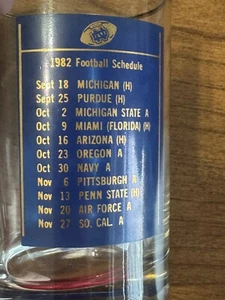 1982 Football Schedule
Sept 18 MICHIGAN (H)
Sept 25 PURDUE (H)
Oct 2 MICHIGAN STATE A
Oct 9 MIAMI (FLORIDA) (H)
Oct 16 ARIZONA (H)
Oct 23 OREGON A
Oct 30 NAVY A
Nov 6 PITTSBURGH A
Nov 13 PENN STATE (H)
Nov 20 AIR FORCE A
Nov 27 SO. CAL. A